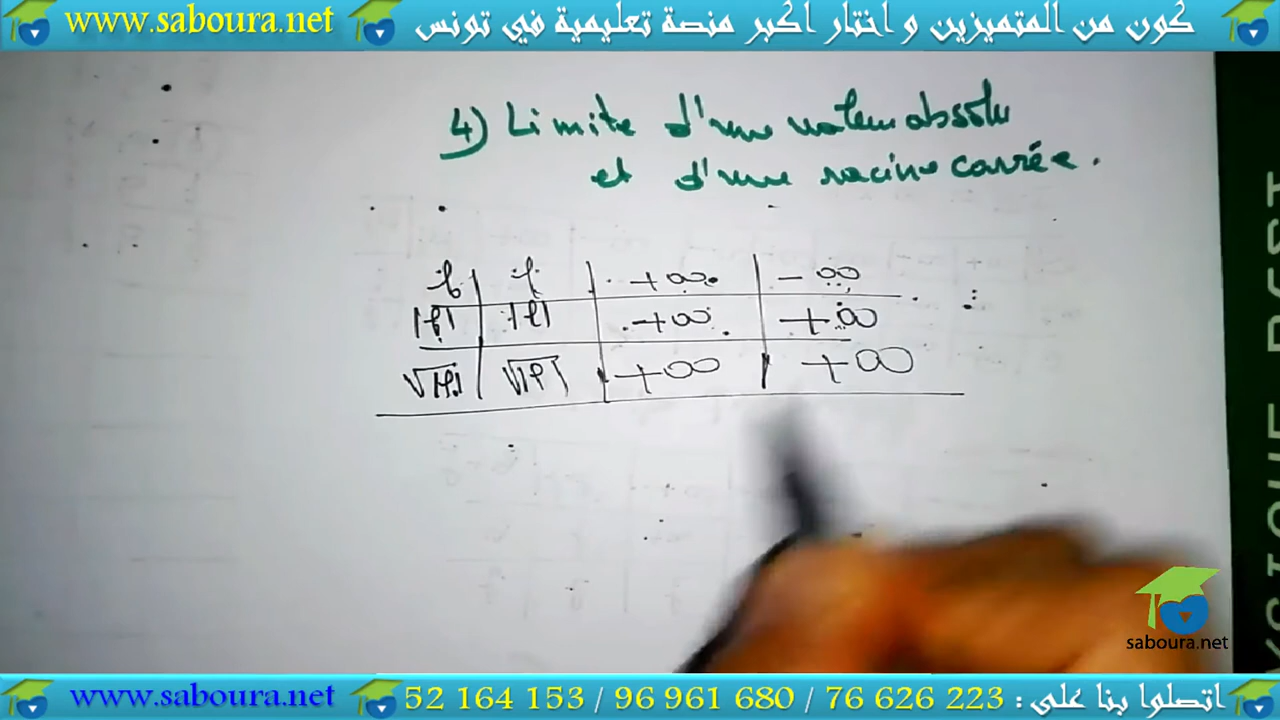 www.saboura.net كون من المتميزين و اختار اكبر منصة تعليمية في تونس
4) Limite d'une valeur absolu
et d'une racine carrée.
f | l | +∞ | -∞
|f| | |l| | +∞ | +∞
√|f| | √|l| | +∞ | +∞
saboura.net
www.saboura.net 52 164 153 / 96 961 680 / 76 626 223 : اتصلوا بنا على